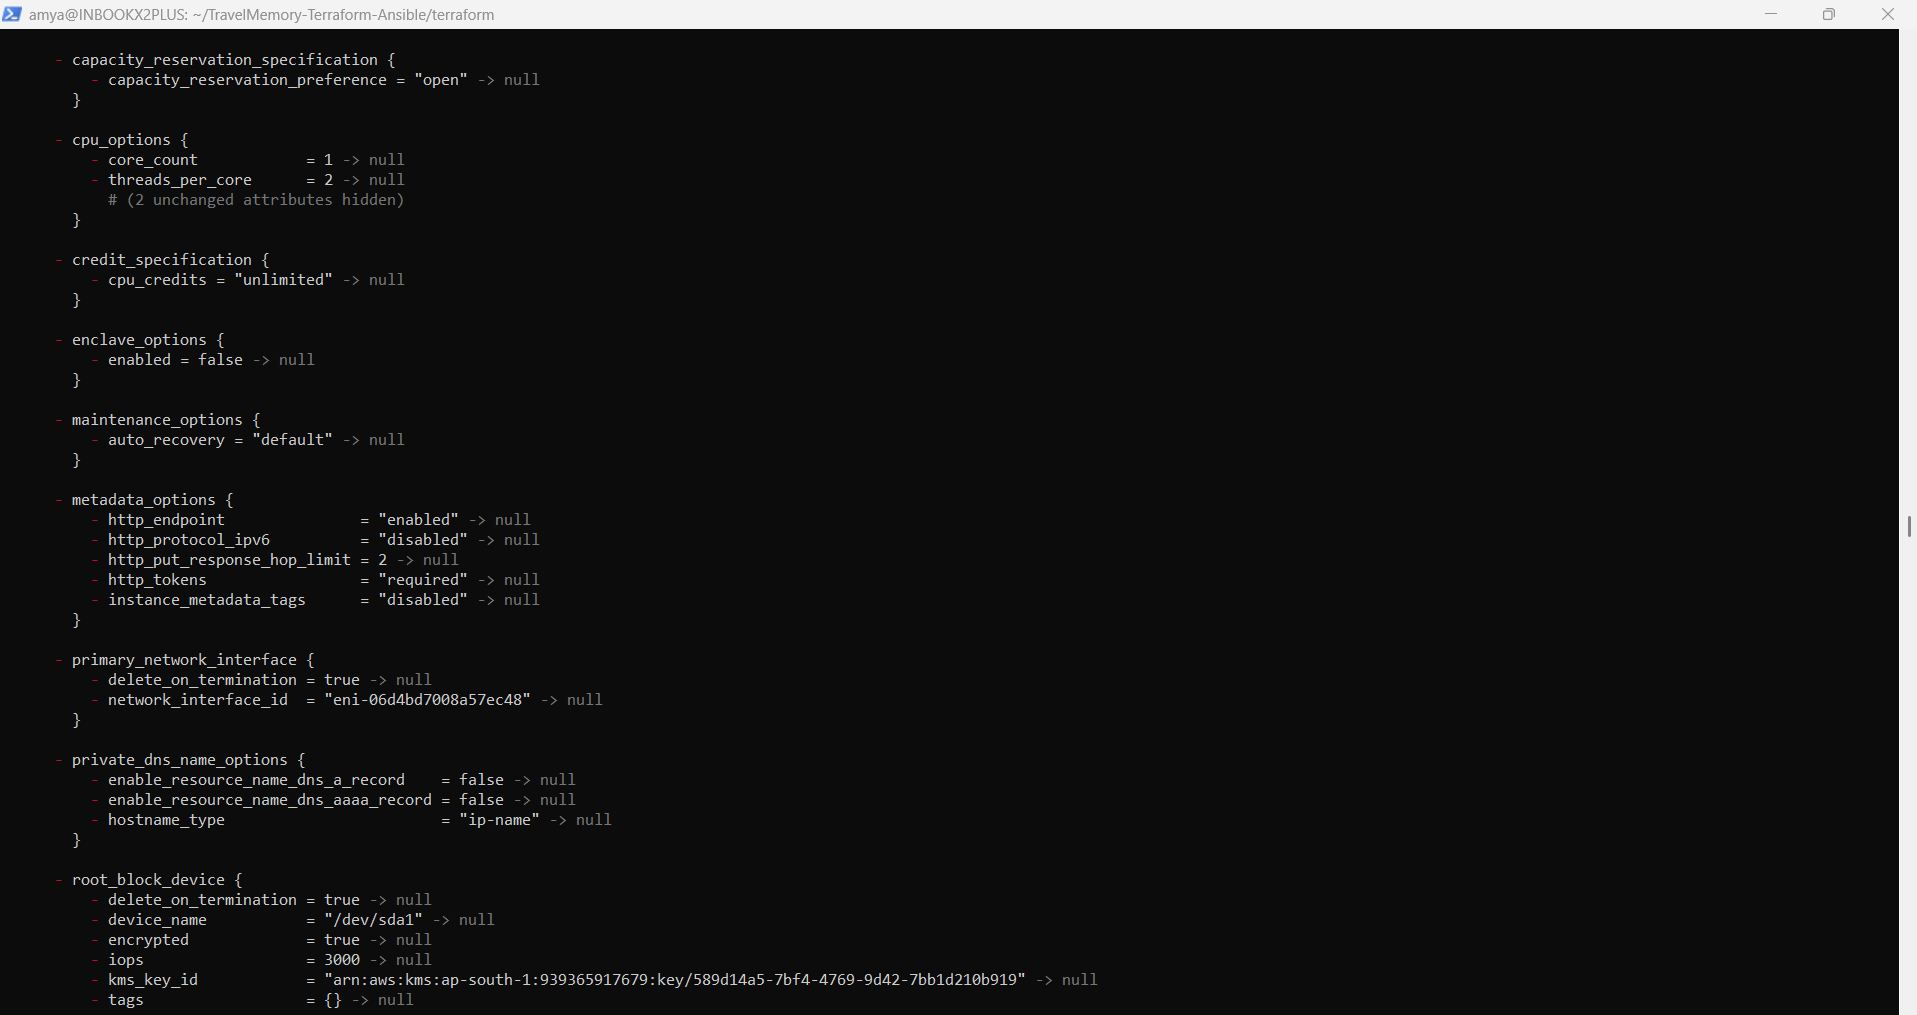 amya@INBOOKX2PLUS: ~/TravelMemory-Terraform-Ansible/terraform
- capacity_reservation_specification {
- capacity_reservation_preference = "open" -> null
}
- cpu_options {
- core_count = 1 -> null
- threads_per_core = 2 -> null
# (2 unchanged attributes hidden)
}
- credit_specification {
- cpu_credits = "unlimited" -> null
}
- enclave_options {
- enabled = false -> null
}
- maintenance_options {
- auto_recovery = "default" -> null
}
- metadata_options {
- http_endpoint = "enabled" -> null
- http_protocol_ipv6 = "disabled" -> null
- http_put_response_hop_limit = 2 -> null
- http_tokens = "required" -> null
- instance_metadata_tags = "disabled" -> null
}
- primary_network_interface {
- delete_on_termination = true -> null
- network_interface_id = "eni-06d4bd7008a57ec48" -> null
}
- private_dns_name_options {
- enable_resource_name_dns_a_record = false -> null
- enable_resource_name_dns_aaaa_record = false -> null
- hostname_type = "ip-name" -> null
}
- root_block_device {
- delete_on_termination = true -> null
- device_name = "/dev/sda1" -> null
- encrypted = true -> null
- iops = 3000 -> null
- kms_key_id = "arn:aws:kms:ap-south-1:939365917679:key/589d14a5-7bf4-4769-9d42-7bb1d210b919" -> null
- tags = {} -> null